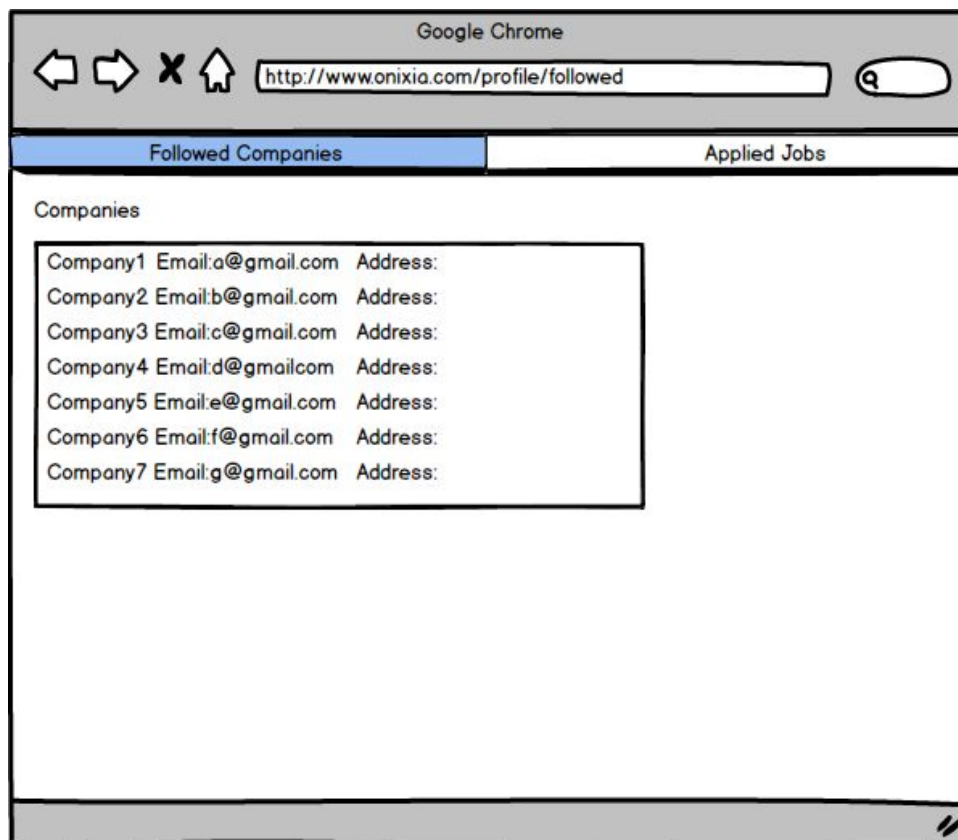 Google Chrome
http://www.onixia.com/profile/followed
Followed Companies Applied Jobs
Companies
Company1 Email:a@gmail.com Address:
Company2 Email:b@gmail.com Address:
Company3 Email:c@gmail.com Address:
Company4 Email:d@gmailcom Address:
Company5 Email:e@gmail.com Address:
Company6 Email:f@gmail.com Address:
Company7 Email:g@gmail.com Address: